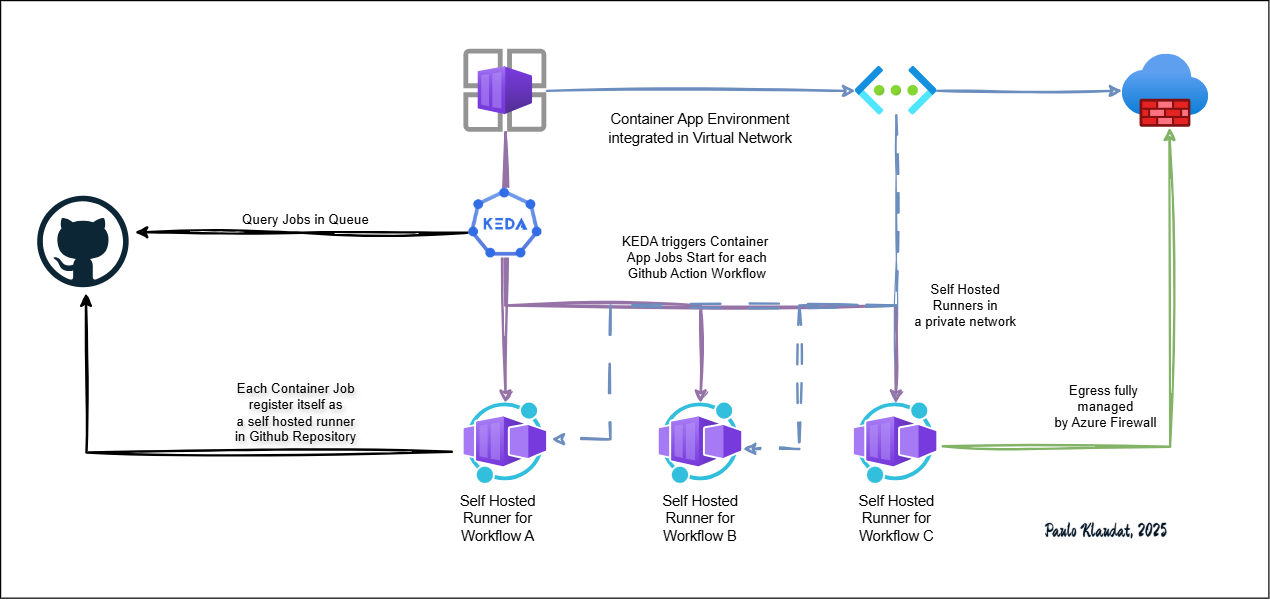 Container App Environment
integrated in Virtual Network
Query Jobs in Queue
KEDA
KEDA triggers Container
App Jobs Start for each
Github Action Workflow
Self Hosted
Runners in
a private network
Each Container Job
register itself as
a self hosted runner
in Github Repository
Egress fully
managed
by Azure Firewall
Self Hosted
Runner for
Workflow A
Self Hosted
Runner for
Workflow B
Self Hosted
Runner for
Workflow C
Paulo Klaudat, 2025